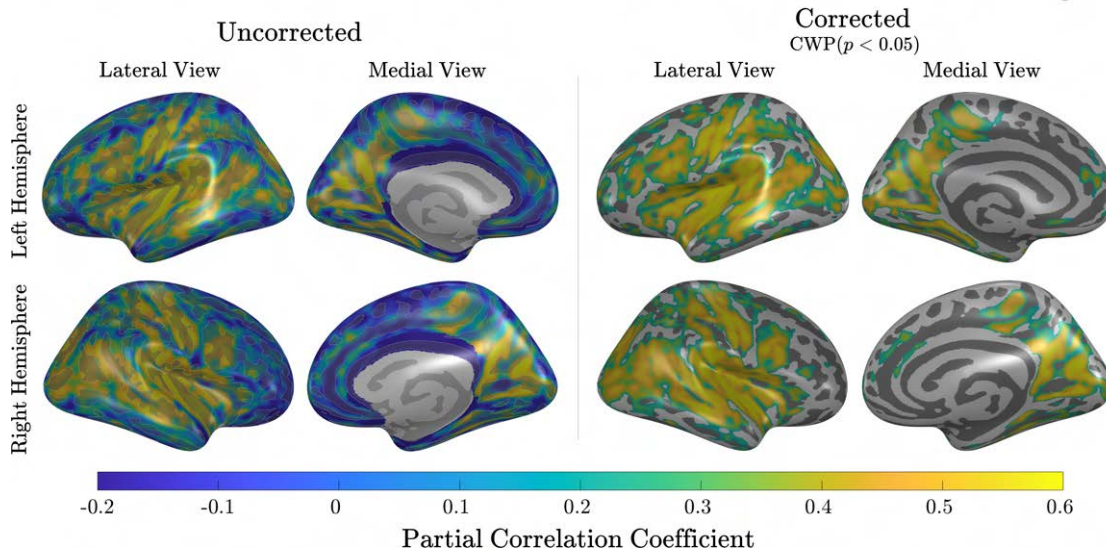 Uncorrected
Corrected
CWP(p < 0.05)
Lateral View
Medial View
Lateral View
Medial View
Left Hemisphere
Right Hemisphere
-0.2 -0.1 0 0.1 0.2 0.3 0.4 0.5 0.6
Partial Correlation Coefficient